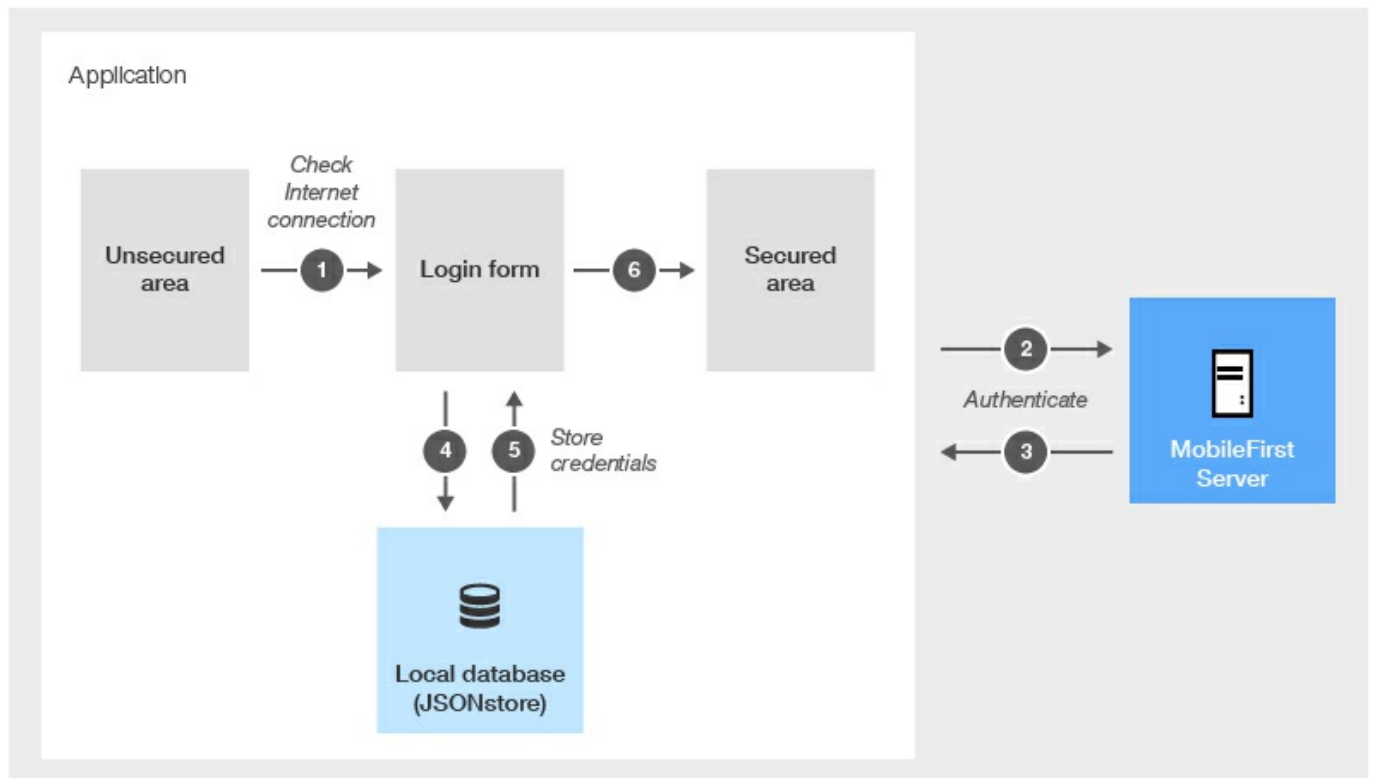 Application
Check
Internet
connection
Unsecured
area
1
Login form
6
Secured
area
2
Authenticate
3
MobileFirst
Server
4
5
Store
credentials
Local database
(JSONstore)